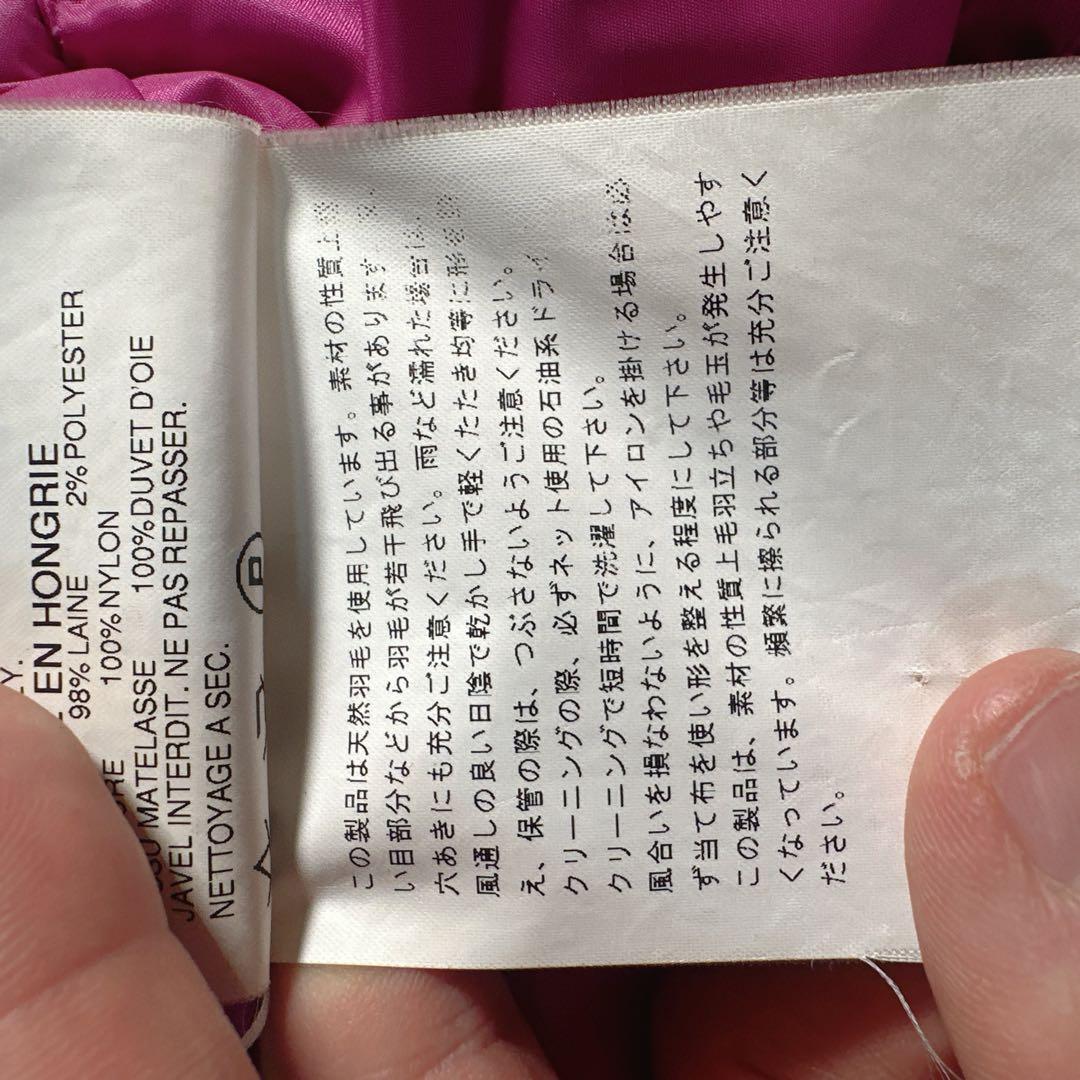 Y.
EN HONGRIE
98% LAINE 2% POLYESTER
100% NYLON
MATELASSE 100% DUVET D'OIE
JAVEL INTERDIT. NE PAS REPASSER.
NETTOYAGE A SEC.
P
この製品は天然羽毛を使用しています。素材の性質上
い目部分などから羽毛が若干飛び出る事があります
穴あきにも充分ご注意ください。雨など濡れた場合は
風通しの良い日陰で乾かし手で軽くたたき均等に形を
え、保管の際は、つぶさないようご注意ください。
クリーニングの際、必ずネット使用の石油系ドライ
クリーニングで短時間で洗濯して下さい。
風合いを損なわないように、アイロンを掛ける場合は必
ず当て布を使い形を整える程度にして下さい。
この製品は、素材の性質上毛羽立ちや毛玉が発生しやす
くなっています。頻繁に擦られる部分等は充分ご注意く
ださい。